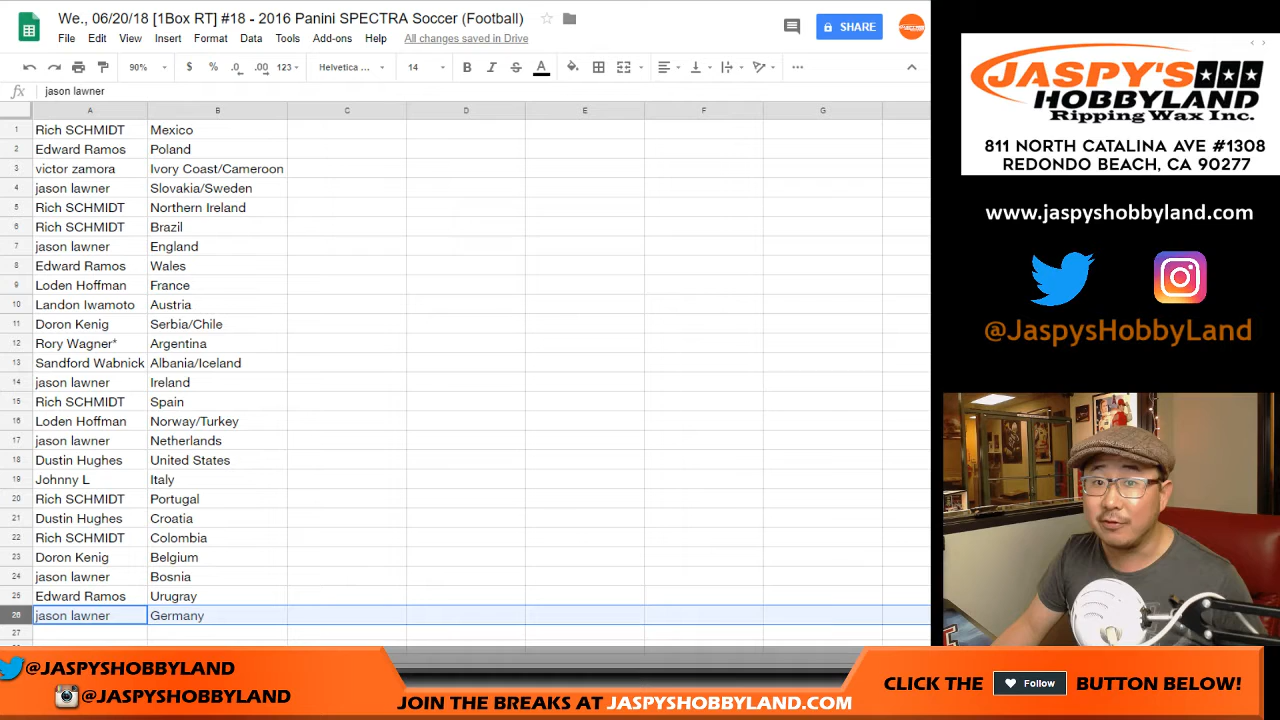 We., 06/20/18 [1Box RT] #18 - 2016 Panini SPECTRA Soccer (Football)
File Edit View Insert Format Data Tools Add-ons Help All changes saved in Drive
SHARE
90% $ % .0 .00 123 Helvetica ... 14 B I S A
fx jason lawner
A B C D E F G
1 Rich SCHMIDT Mexico
2 Edward Ramos Poland
3 victor zamora Ivory Coast/Cameroon
4 jason lawner Slovakia/Sweden
5 Rich SCHMIDT Northern Ireland
6 Rich SCHMIDT Brazil
7 jason lawner England
8 Edward Ramos Wales
9 Loden Hoffman France
10 Landon Iwamoto Austria
11 Doron Kenig Serbia/Chile
12 Rory Wagner* Argentina
13 Sandford Wabnick Albania/Iceland
14 jason lawner Ireland
15 Rich SCHMIDT Spain
16 Loden Hoffman Norway/Turkey
17 jason lawner Netherlands
18 Dustin Hughes United States
19 Johnny L Italy
20 Rich SCHMIDT Portugal
21 Dustin Hughes Croatia
22 Rich SCHMIDT Colombia
23 Doron Kenig Belgium
24 jason lawner Bosnia
25 Edward Ramos Urugray
26 jason lawner Germany
27
JASPY'S
HOBBYLAND
Ripping Wax Inc.
811 NORTH CATALINA AVE #1308
REDONDO BEACH, CA 90277
www.jaspyshobbyland.com
@JaspysHobbyLand
@JASPYSHOBBYLAND
@JASPYSHOBBYLAND
JOIN THE BREAKS AT JASPYSHOBBYLAND.COM
CLICK THE Follow BUTTON BELOW!